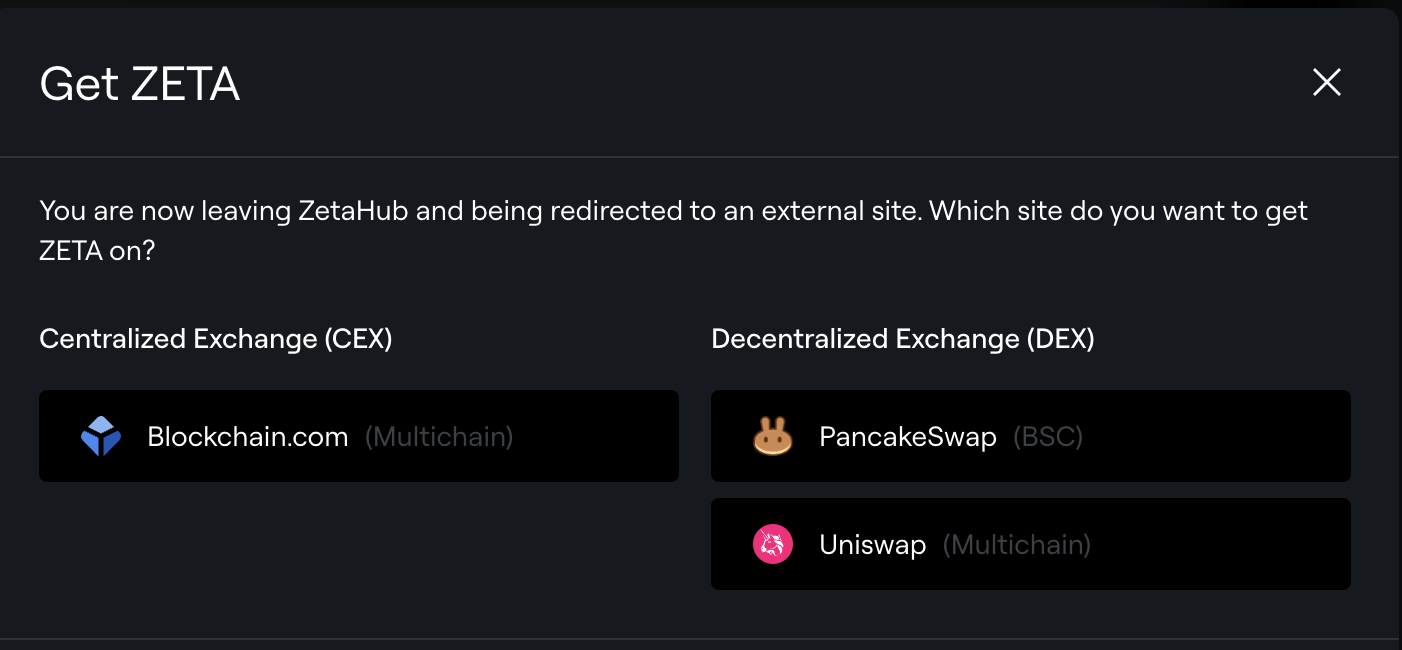 Get ZETA
You are now leaving ZetaHub and being redirected to an external site. Which site do you want to get
ZETA on?
Centralized Exchange (CEX)
Blockchain.com (Multichain)
Decentralized Exchange (DEX)
PancakeSwap (BSC)
Uniswap (Multichain)